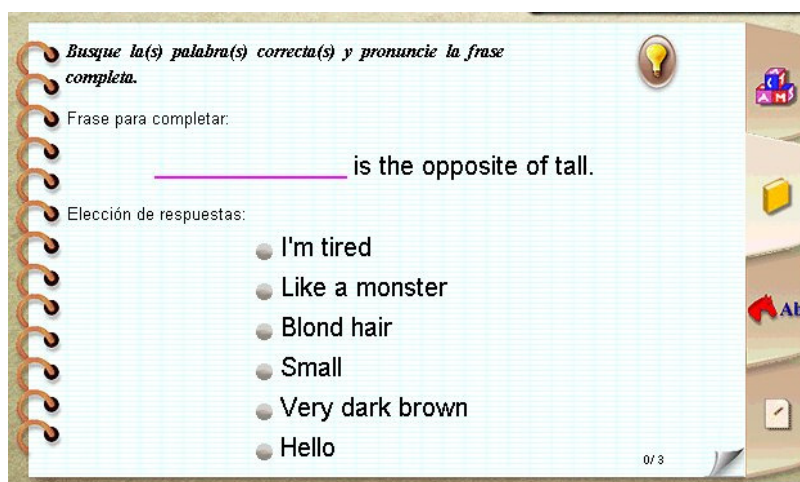 Busque la(s) palabra(s) correcta(s) y pronuncie la frase
completa.
Frase para completar:
is the opposite of tall.
Elección de respuestas:
I'm tired
Like a monster
Blond hair
Small
Very dark brown
Hello
0/ 3